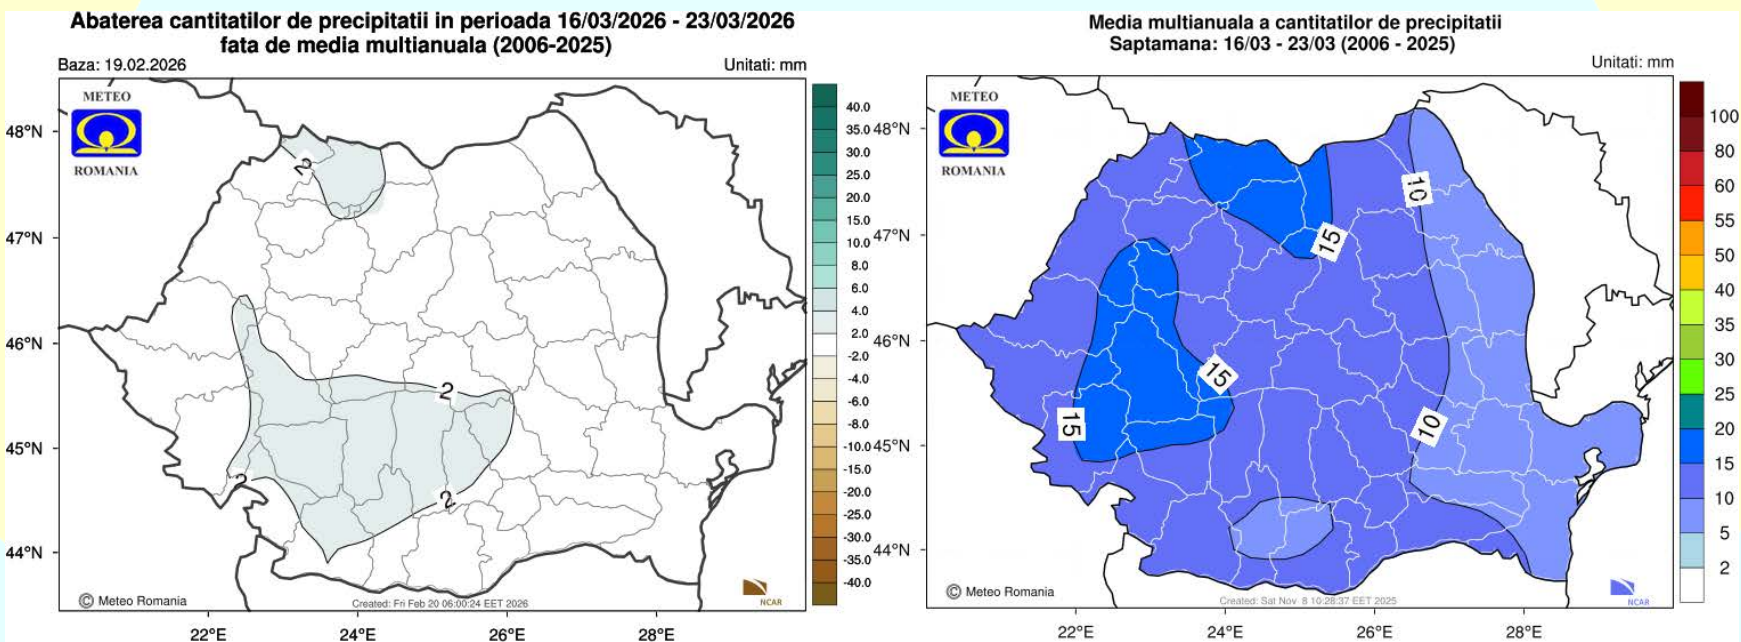 Abaterea cantitatilor de precipitatii in perioada 16/03/2026 - 23/03/2026
fata de media multianuala (2006-2025)
Baza: 19.02.2026
Unitati: mm
METEO
ROMANIA
48°N
47°N
46°N
45°N
44°N
2
2
2
2
40.0
35.0
30.0
25.0
20.0
15.0
10.0
8.0
6.0
4.0
2.0
-2.0
-4.0
-6.0
-8.0
-10.0
-15.0
-20.0
-25.0
-30.0
-35.0
-40.0
© Meteo Romania
Created: Fri Feb 20 06:00:24 EET 2026
NCAR
22°E
24°E
26°E
28°E
Media multianuala a cantitatilor de precipitatii
Saptamana: 16/03 - 23/03 (2006 - 2025)
Unitati: mm
METEO
ROMANIA
48°N
47°N
46°N
45°N
44°N
10
15
15
15
10
100
80
60
55
50
40
35
30
25
20
15
10
5
2
© Meteo Romania
Created: Sat Nov 8 10:28:37 EET 2025
NCAR
22°E
24°E
26°E
28°E